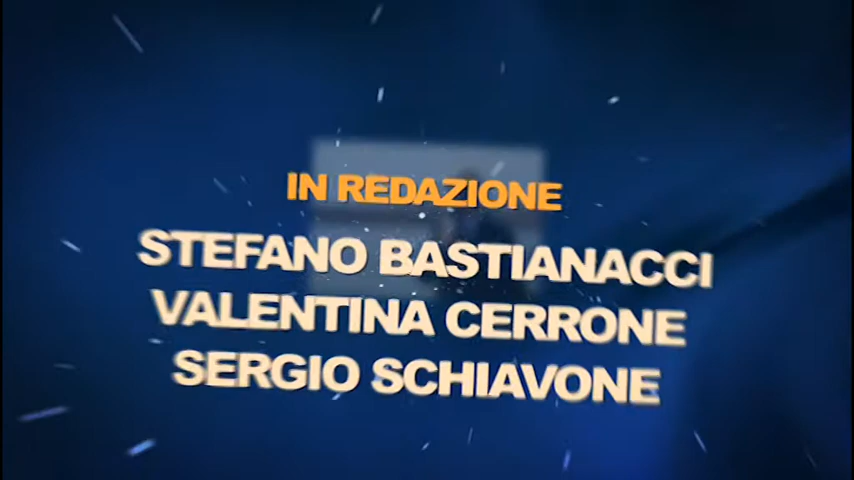 IN REDAZIONE
STEFANO BASTIANACCI
VALENTINA CERRONE
SERGIO SCHIAVONE